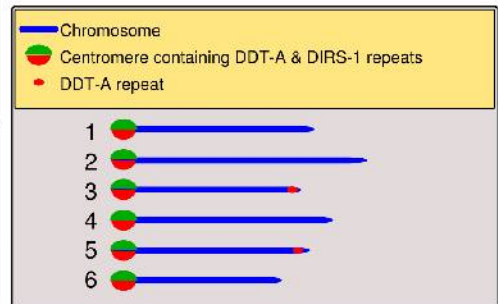 Chromosome
Centromere containing DDT-A & DIRS-1 repeats
DDT-A repeat
1
2
3
4
5
6